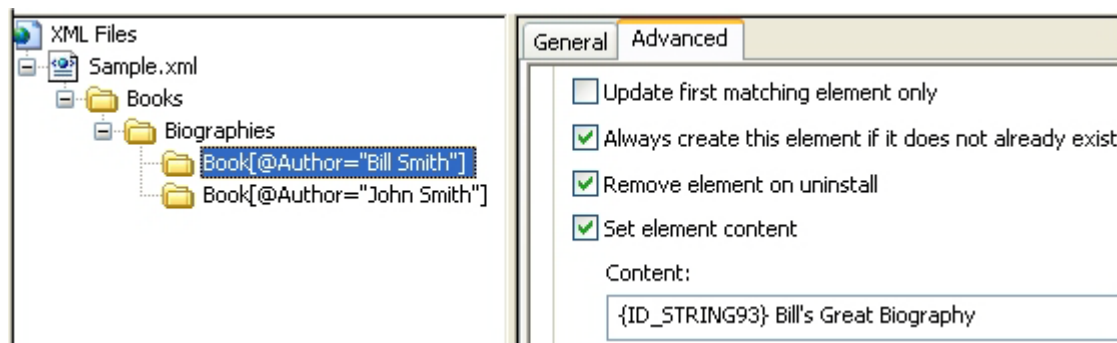 XML Files
Sample.xml
Books
Biographies
Book[@Author="Bill Smith"]
Book[@Author="John Smith"]
General
Advanced
Update first matching element only
Always create this element if it does not already exist
Remove element on uninstall
Set element content
Content:
{ID_STRING93} Bill's Great Biography